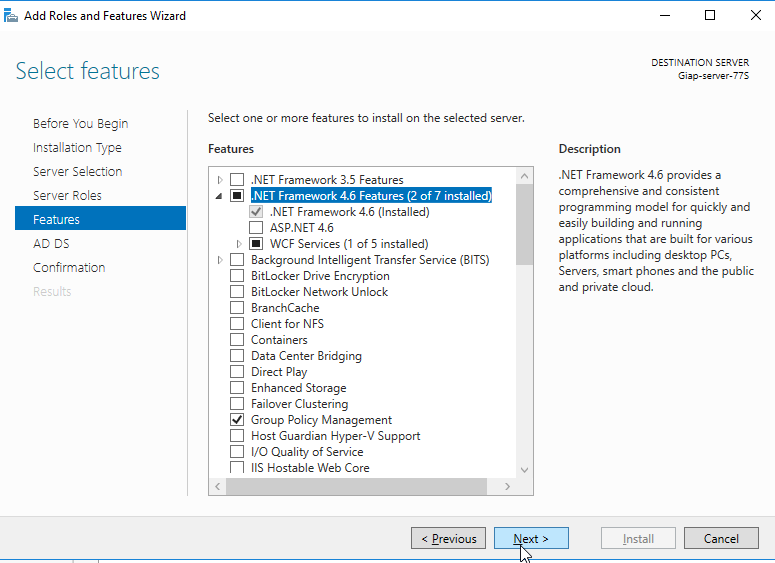 Add Roles and Features Wizard
Select features
DESTINATION SERVER
Giap-server-77S
Before You Begin
Installation Type
Server Selection
Server Roles
Features
AD DS
Confirmation
Results
Select one or more features to install on the selected server.
Features
.NET Framework 3.5 Features
.NET Framework 4.6 Features (2 of 7 installed)
.NET Framework 4.6 (Installed)
ASP.NET 4.6
WCF Services (1 of 5 installed)
Background Intelligent Transfer Service (BITS)
BitLocker Drive Encryption
BitLocker Network Unlock
BranchCache
Client for NFS
Containers
Data Center Bridging
Direct Play
Enhanced Storage
Failover Clustering
Group Policy Management
Host Guardian Hyper-V Support
I/O Quality of Service
IIS Hostable Web Core
Description
.NET Framework 4.6 provides a
comprehensive and consistent
programming model for quickly and
easily building and running
applications that are built for various
platforms including desktop PCs,
Servers, smart phones and the public
and private cloud.
< Previous
Next >
Install
Cancel